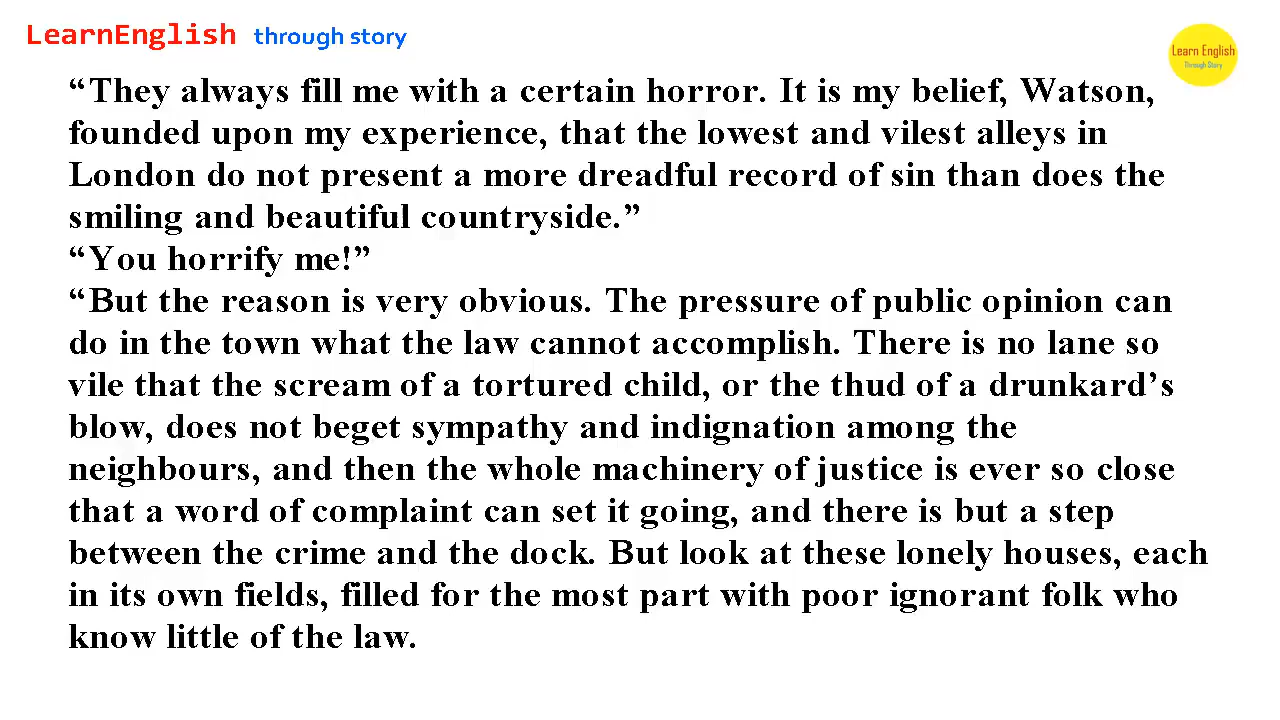 LearnEnglish through story
Learn English
Through Story
“They always fill me with a certain horror. It is my belief, Watson,
founded upon my experience, that the lowest and vilest alleys in
London do not present a more dreadful record of sin than does the
smiling and beautiful countryside.”
“You horrify me!”
“But the reason is very obvious. The pressure of public opinion can
do in the town what the law cannot accomplish. There is no lane so
vile that the scream of a tortured child, or the thud of a drunkard’s
blow, does not beget sympathy and indignation among the
neighbours, and then the whole machinery of justice is ever so close
that a word of complaint can set it going, and there is but a step
between the crime and the dock. But look at these lonely houses, each
in its own fields, filled for the most part with poor ignorant folk who
know little of the law.